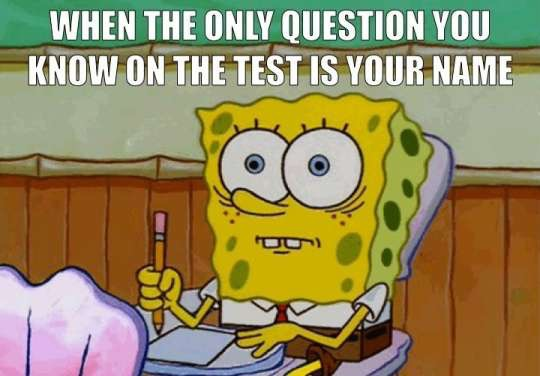 WHEN THE ONLY QUESTION YOU
KNOW ON THE TEST IS YOUR NAME